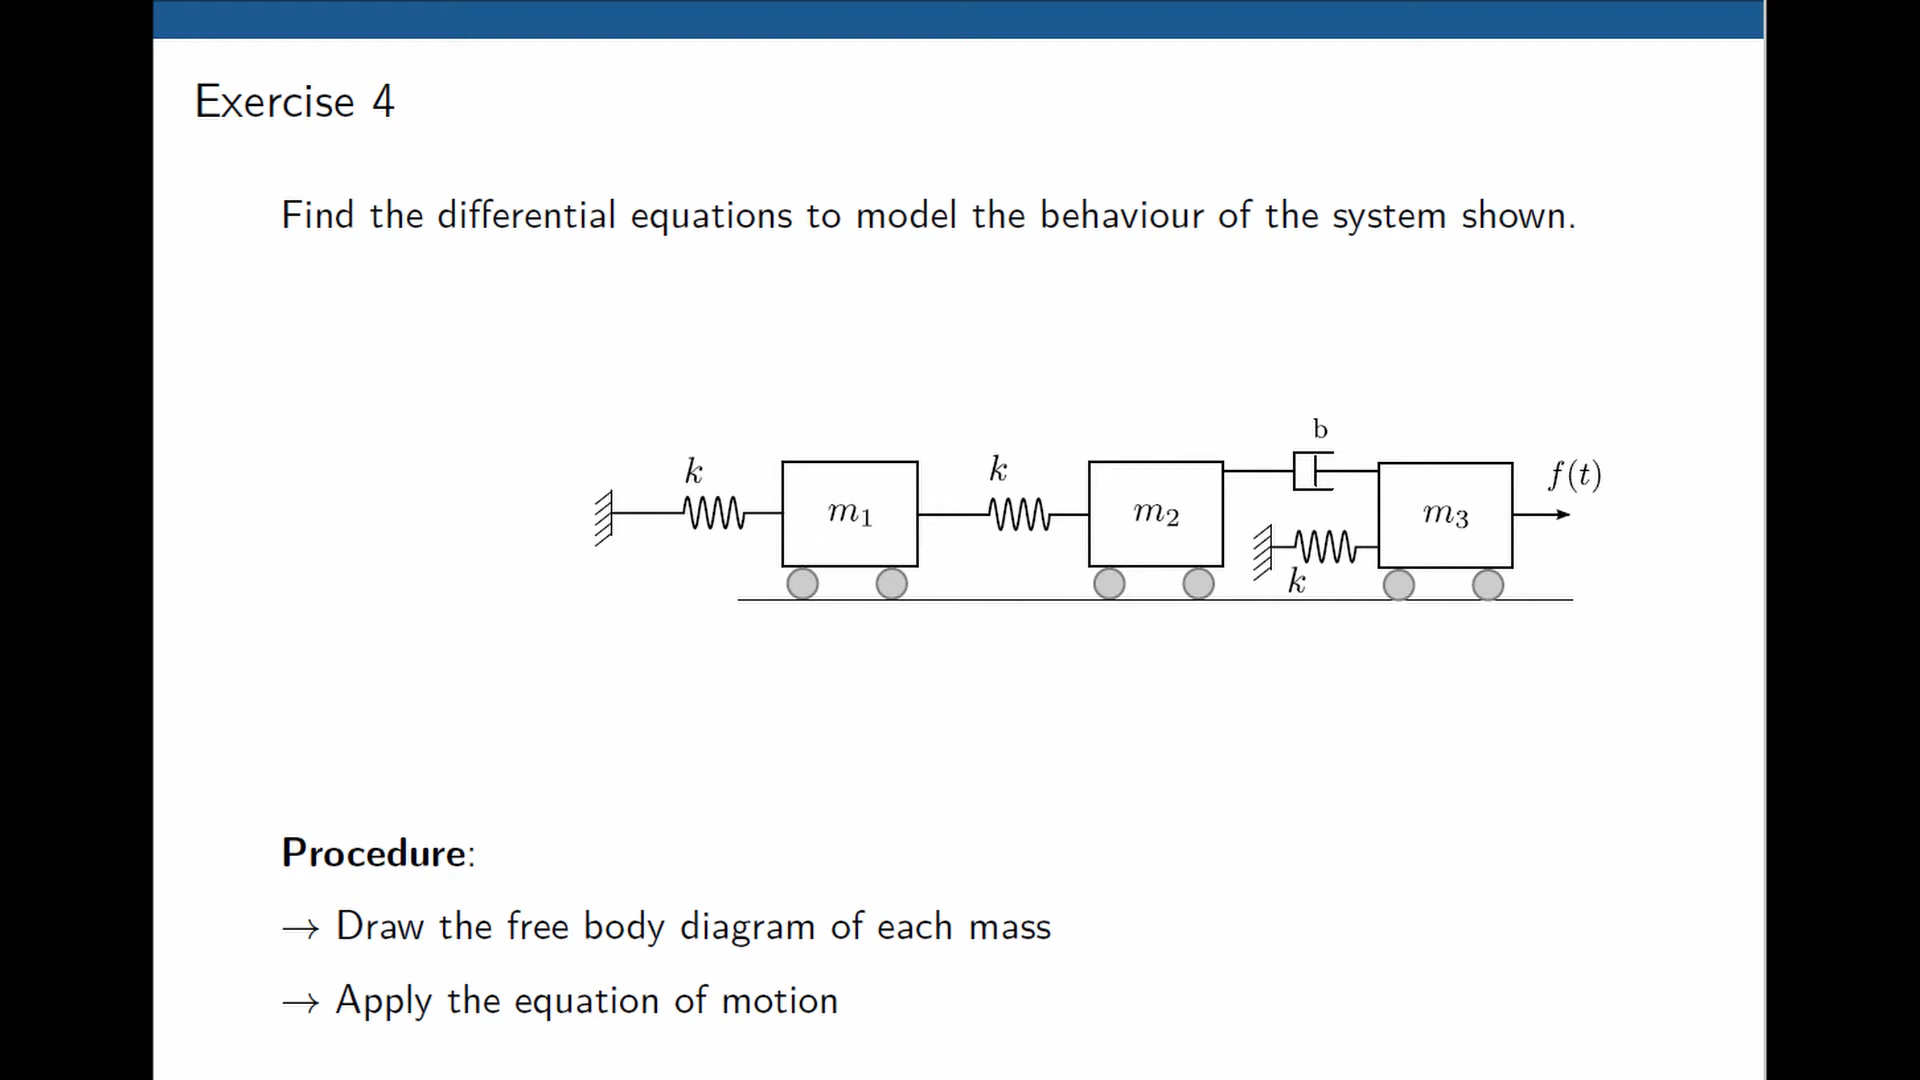 Exercise 4
Find the differential equations to model the behaviour of the system shown.
b
k
k
f(t)
m₁
m₂
m₃
k
Procedure:
→ Draw the free body diagram of each mass
→ Apply the equation of motion